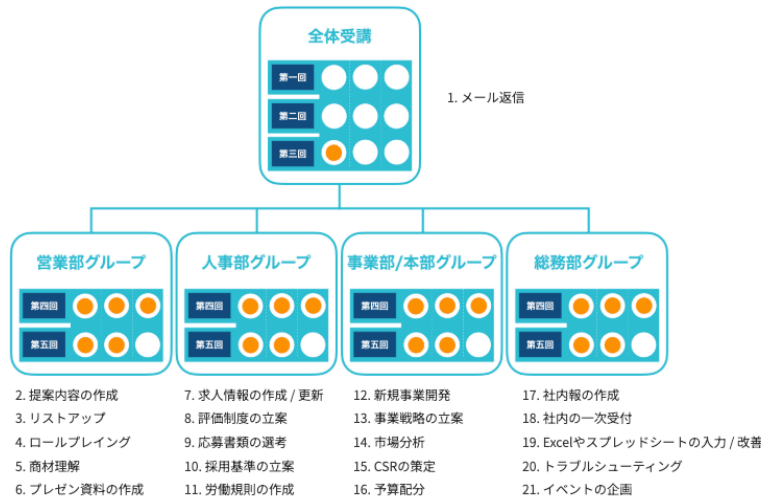 全体受講
第一回
第二回
第三回
1. メール返信
営業部グループ
第四回
第五回
2. 提案内容の作成
3. リストアップ
4. ロールプレイング
5. 商材理解
6. プレゼン資料の作成
人事部グループ
第四回
第五回
7. 求人情報の作成 / 更新
8. 評価制度の立案
9. 応募書類の選考
10. 採用基準の立案
11. 労働規則の作成
事業部/本部グループ
第四回
第五回
12. 新規事業開発
13. 事業戦略の立案
14. 市場分析
15. CSRの策定
16. 予算配分
総務部グループ
第四回
第五回
17. 社内報の作成
18. 社内の一次受付
19. Excelやスプレッドシートの入力 / 改善
20. トラブルシューティング
21. イベントの企画